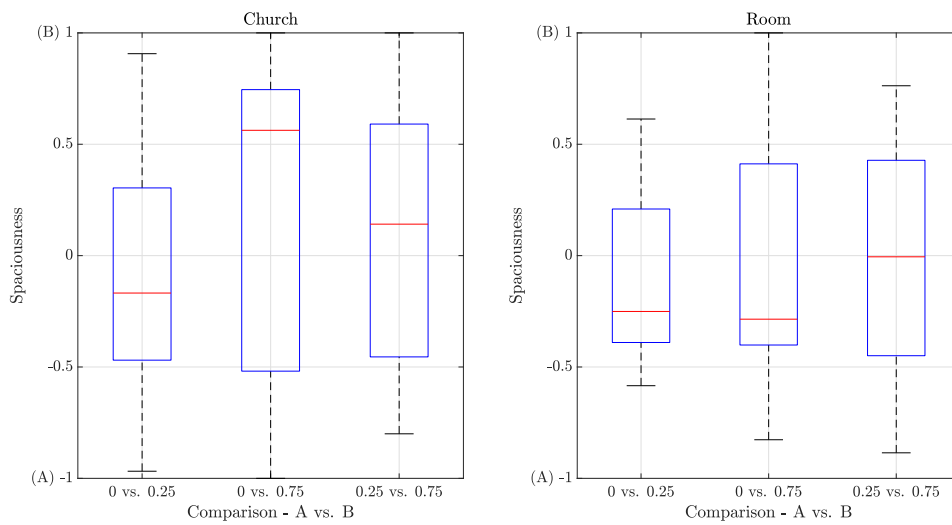 Church
(B) 1
0.5
0
-0.5
(A) -1
Spaciousness
0 vs. 0.25
0 vs. 0.75
0.25 vs. 0.75
Comparison - A vs. B
Room
(B) 1
0.5
0
-0.5
(A) -1
Spaciousness
0 vs. 0.25
0 vs. 0.75
0.25 vs. 0.75
Comparison - A vs. B